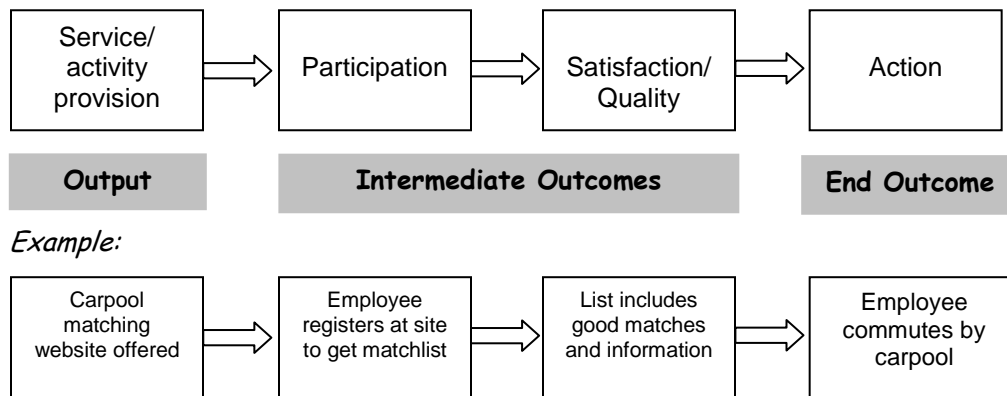 Service/
activity
provision
Participation
Satisfaction/
Quality
Action
Output
Intermediate Outcomes
End Outcome
Example:
Carpool
matching
website offered
Employee
registers at site
to get matchlist
List includes
good matches
and information
Employee
commutes by
carpool